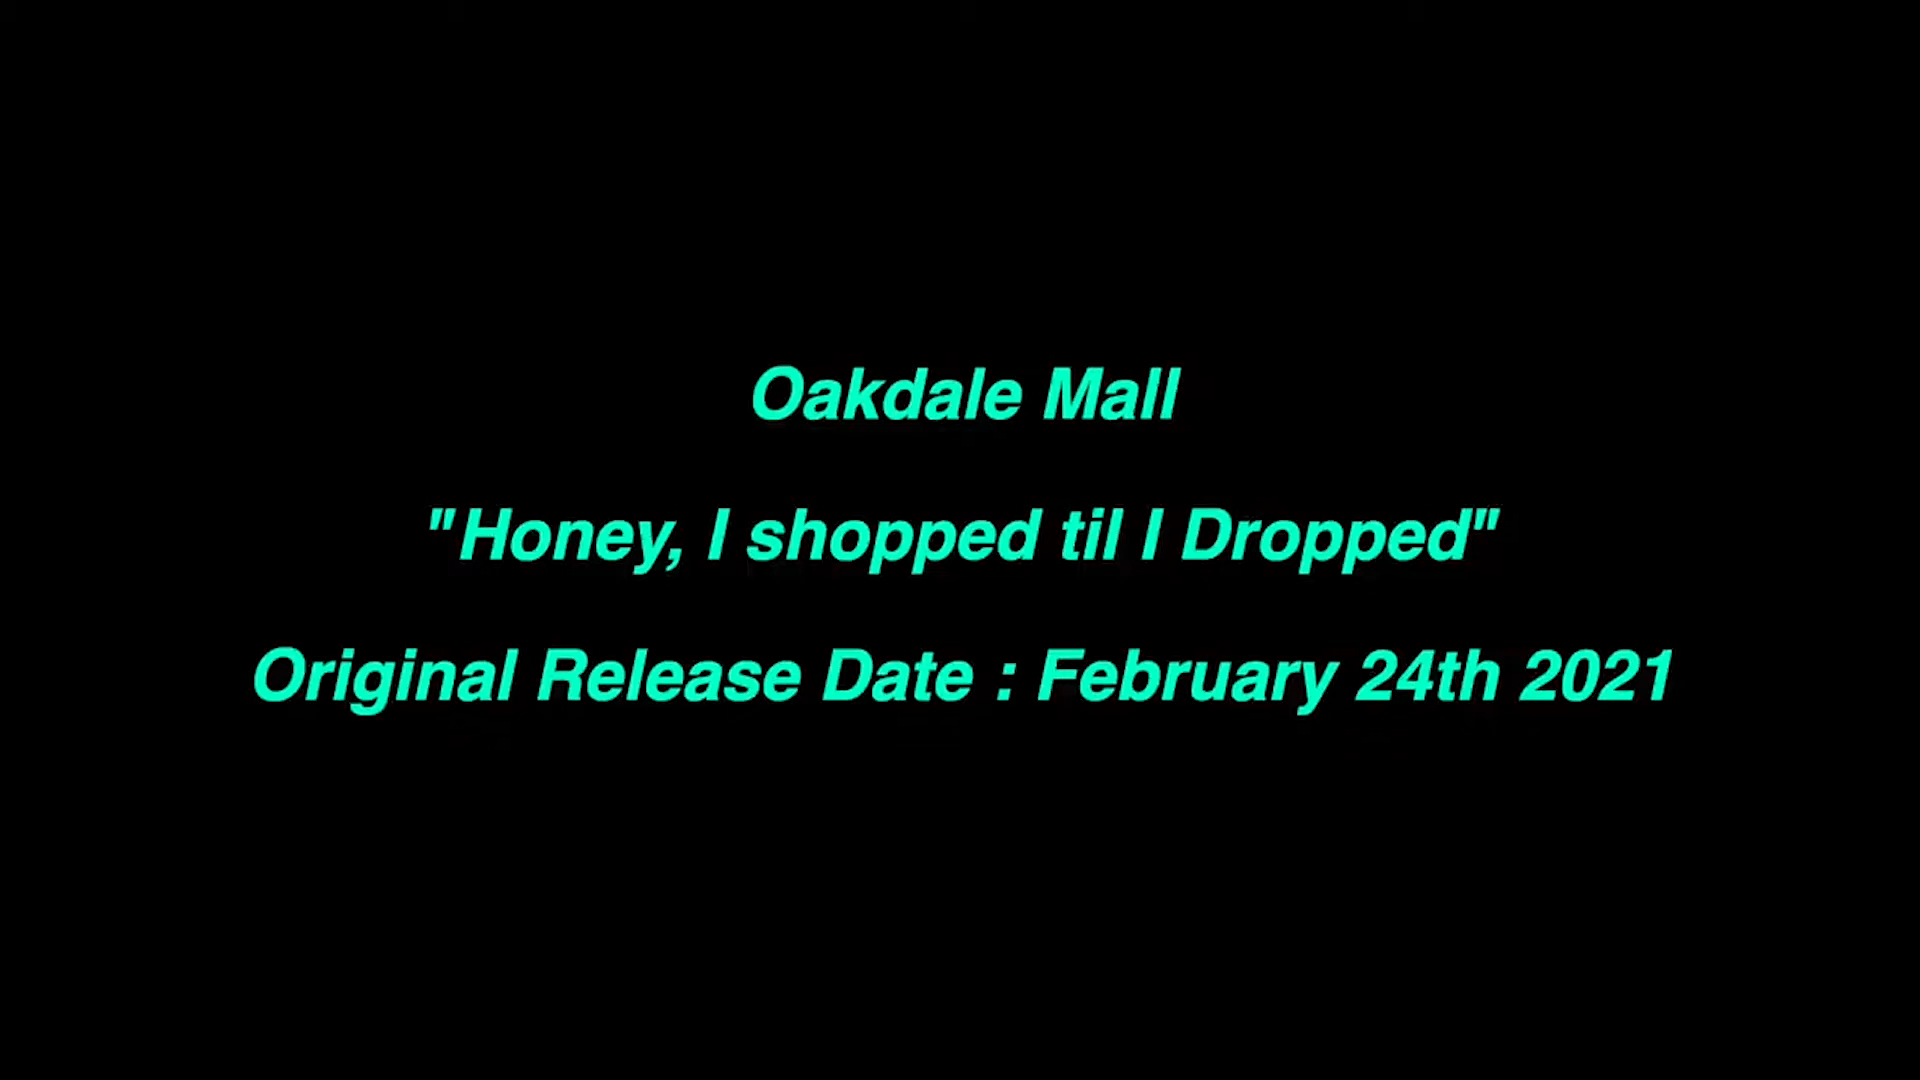 Oakdale Mall
"Honey, I shopped til I Dropped"
Original Release Date : February 24th 2021